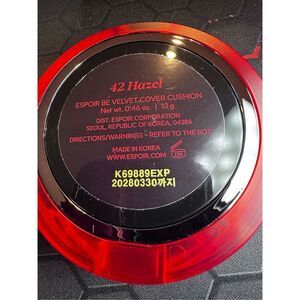 42 Hazel
ESPOIR BE VELVET COVER CUSHION
Net wt. 0.46 oz. | 13 g
DIST. ESPOIR CORPORATION
SEOUL, REPUBLIC OF KOREA, 04386
DIRECTIONS/WARNINGS - REFER TO THE BOX
MADE IN KOREA
WWW.ESPOIR.COM
K69889EXP
20280330까지